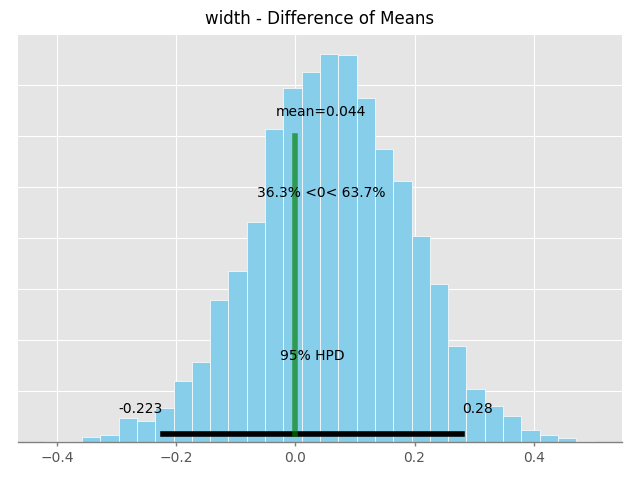 width - Difference of Means
mean=0.044
36.3% <0< 63.7%
95% HPD
-0.223 0.28
−0.4 −0.2 0.0 0.2 0.4